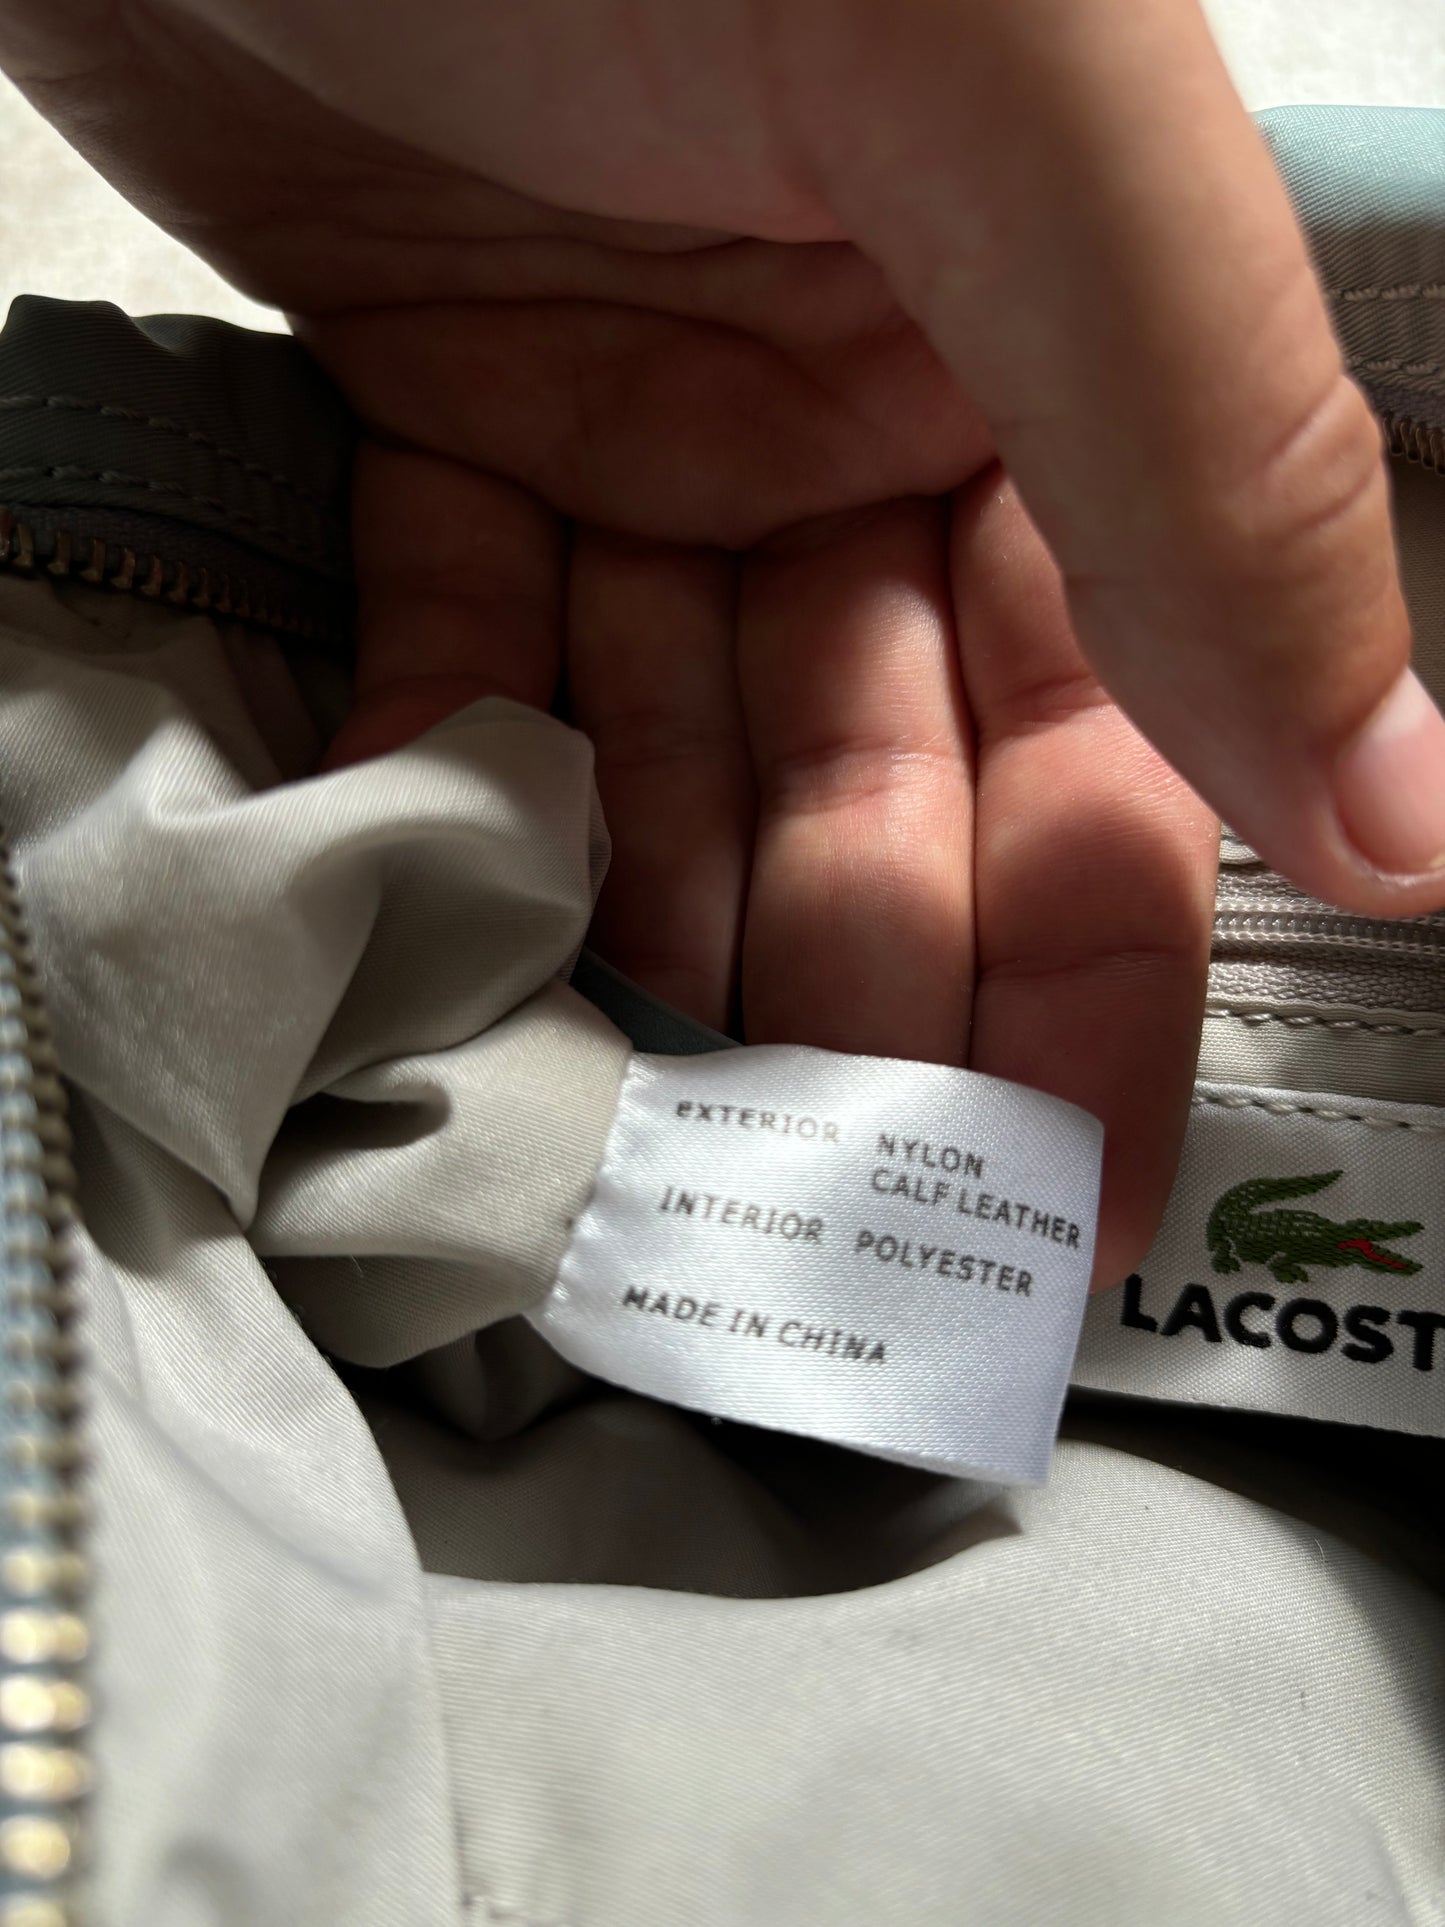 EXTERIOR NYLON
CALF LEATHER
INTERIOR POLYESTER
MADE IN CHINA
LACOST